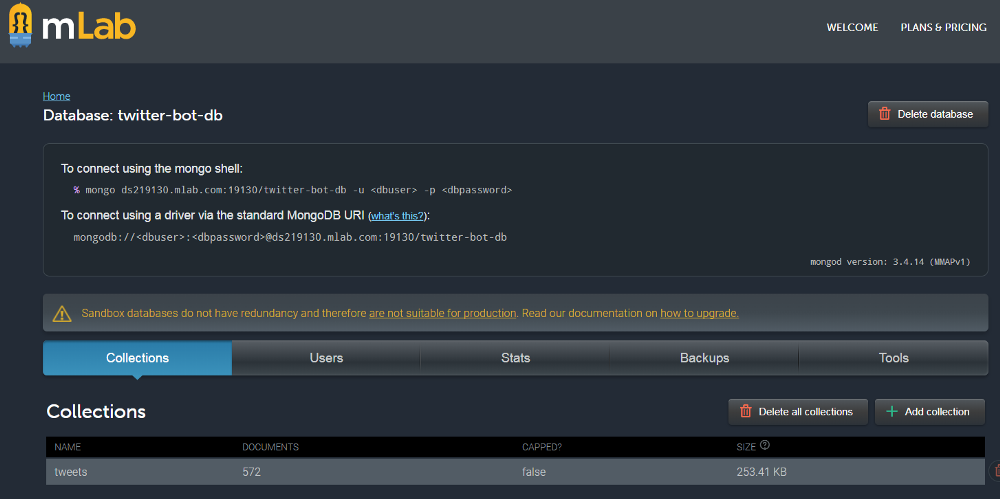 mLab
WELCOME PLANS & PRICING
Home
Database: twitter-bot-db
Delete database
To connect using the mongo shell:
% mongo ds219130.mlab.com:19130/twitter-bot-db -u <dbuser> -p <dbpassword>
To connect using a driver via the standard MongoDB URI (what's this?):
mongodb://<dbuser>:<dbpassword>@ds219130.mlab.com:19130/twitter-bot-db
mongod version: 3.4.14 (MMAPv1)
Sandbox databases do not have redundancy and therefore are not suitable for production. Read our documentation on how to upgrade.
Collections Users Stats Backups Tools
Collections
Delete all collections + Add collection
NAME DOCUMENTS CAPPED? SIZE ?
tweets 572 false 253.41 KB